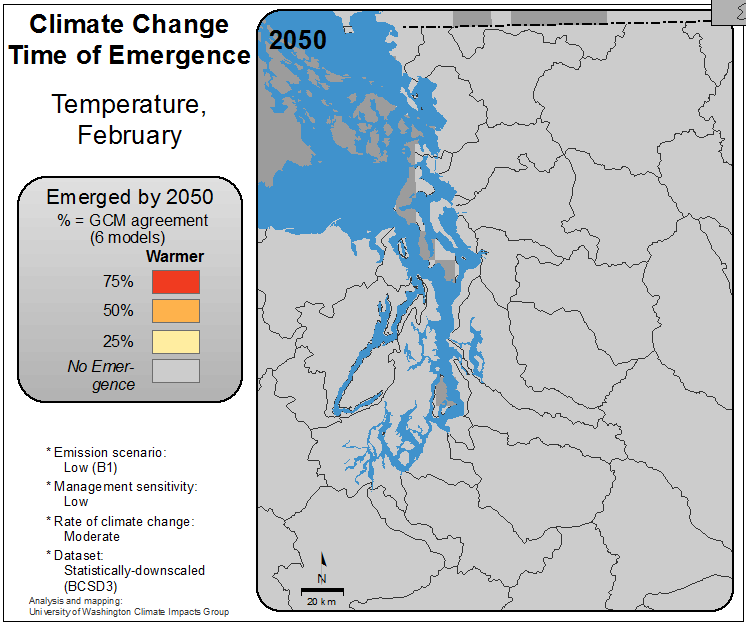 Climate Change
Time of Emergence
Temperature,
February
Emerged by 2050
% = GCM agreement
(6 models)
Warmer
75%
50%
25%
No Emer-
gence
* Emission scenario:
Low (B1)
* Management sensitivity:
Low
* Rate of climate change:
Moderate
* Dataset:
Statistically-downscaled
(BCSD3)
Analysis and mapping:
University of Washington Climate Impacts Group
2050
N
20 km